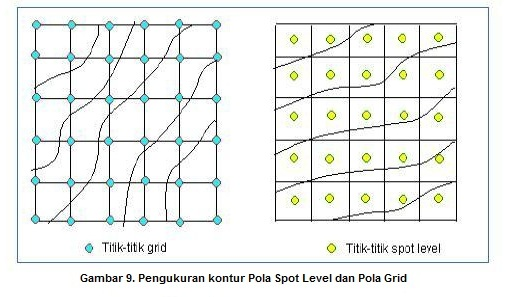 Titik-titik grid
Titik-titik spot level
Gambar 9. Pengukuran kontur Pola Spot Level dan Pola Grid